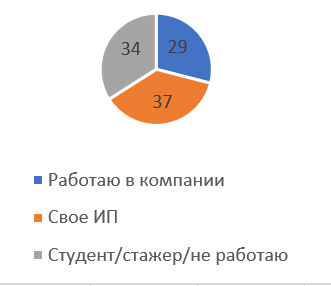 34 29
37
Работаю в компании
Свое ИП
Студент/стажер/не работаю